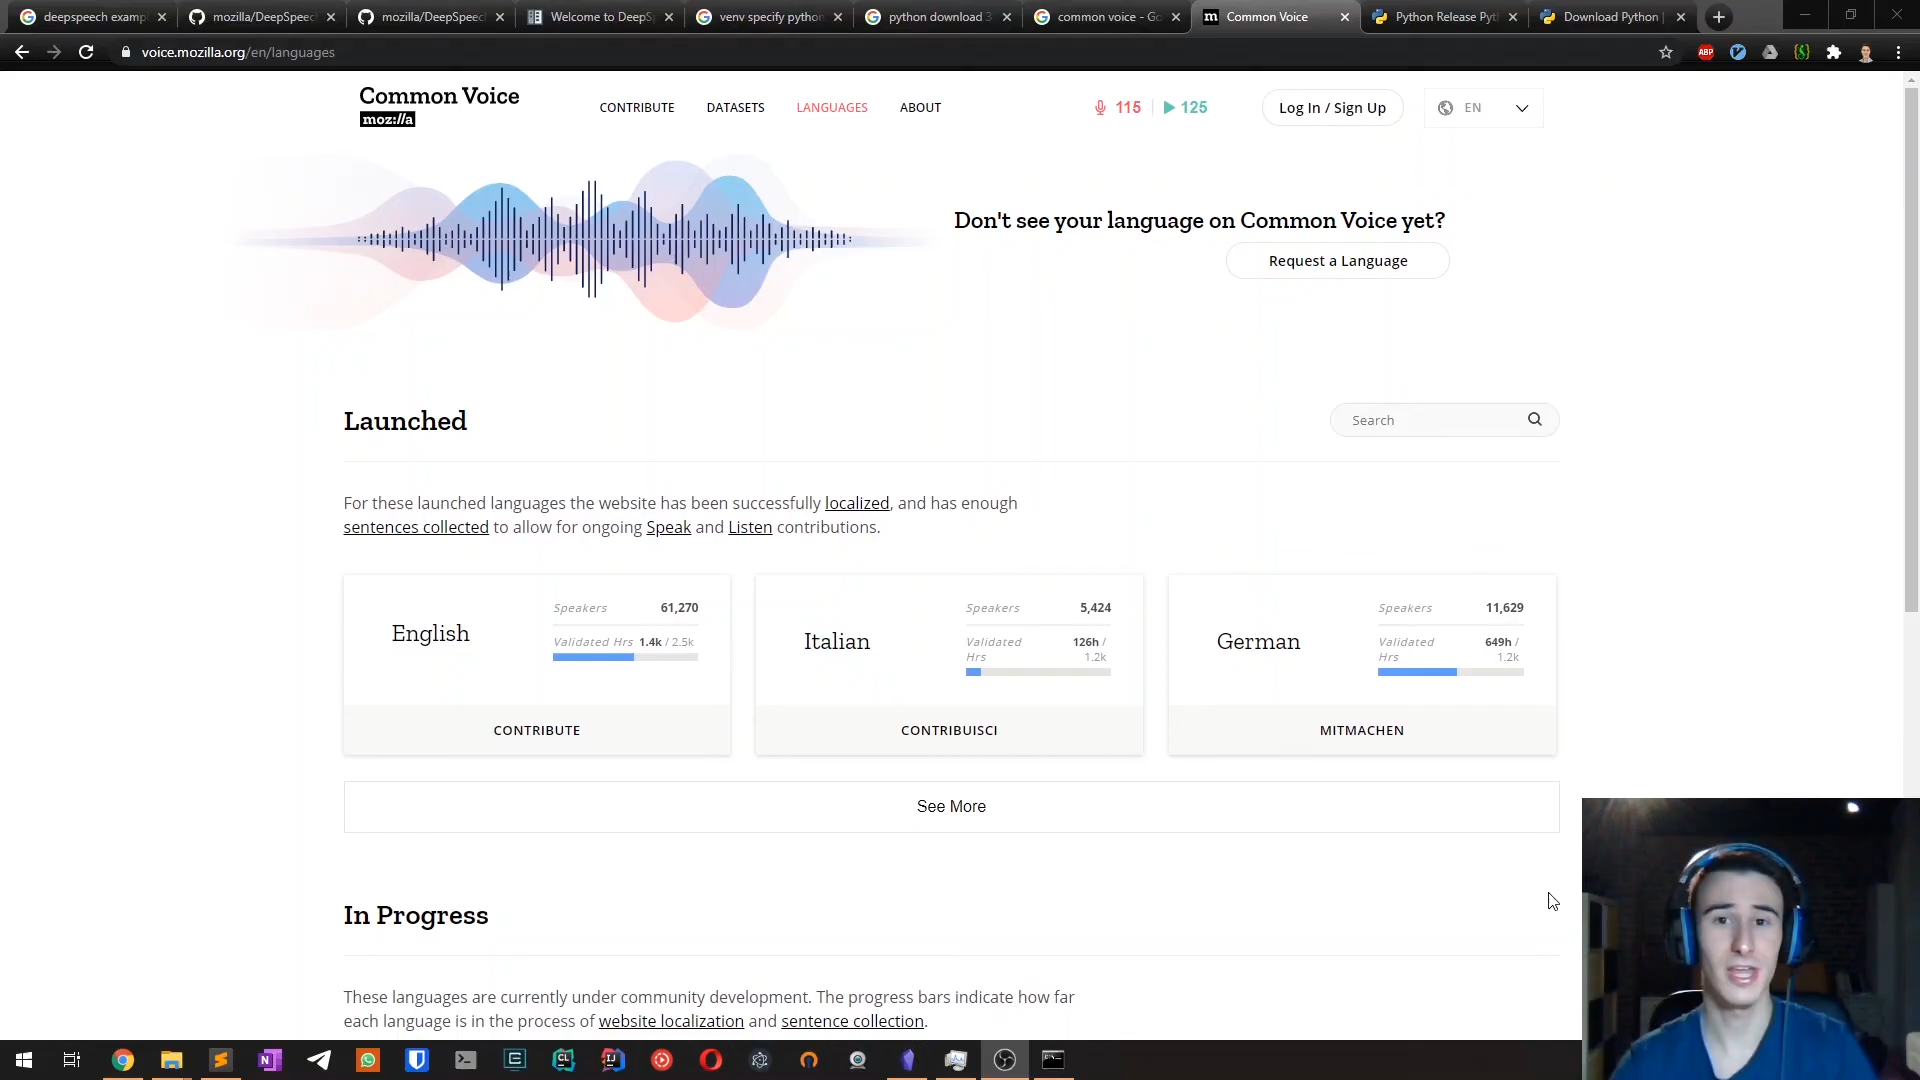 deepspeech exampl
mozilla/DeepSpeec
mozilla/DeepSpeec
Welcome to DeepSp
venv specify python
python download 3
common voice - Go
Common Voice
Python Release Pyt
Download Python |
voice.mozilla.org/en/languages
ABP
Common Voice
moz://a
CONTRIBUTE
DATASETS
LANGUAGES
ABOUT
115
125
Log In / Sign Up
EN
Don't see your language on Common Voice yet?
Request a Language
Launched
Search
For these launched languages the website has been successfully localized, and has enough
sentences collected to allow for ongoing Speak and Listen contributions.
English
Speakers 61,270
Validated Hrs 1.4k / 2.5k
CONTRIBUTE
Italian
Speakers 5,424
Validated 126h /
Hrs 1.2k
CONTRIBUISCI
German
Speakers 11,629
Validated 649h /
Hrs 1.2k
MITMACHEN
See More
In Progress
These languages are currently under community development. The progress bars indicate how far
each language is in the process of website localization and sentence collection.